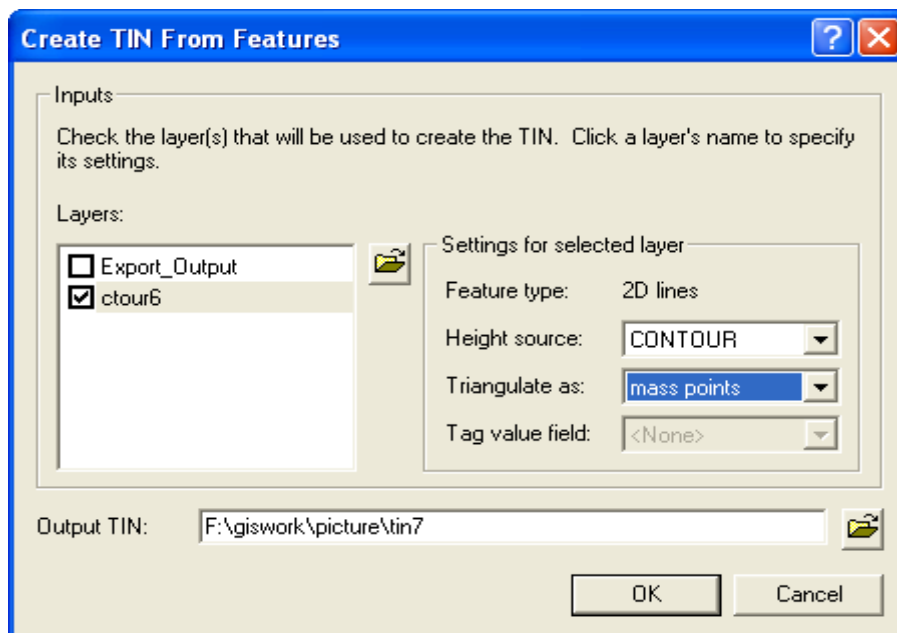 Create TIN From Features
Inputs
Check the layer(s) that will be used to create the TIN. Click a layer's name to specify
its settings.
Layers:
Export_Output
ctour6
Settings for selected layer
Feature type: 2D lines
Height source: CONTOUR
Triangulate as: mass points
Tag value field: <None>
Output TIN: F:\giswork\picture\tin7
OK Cancel